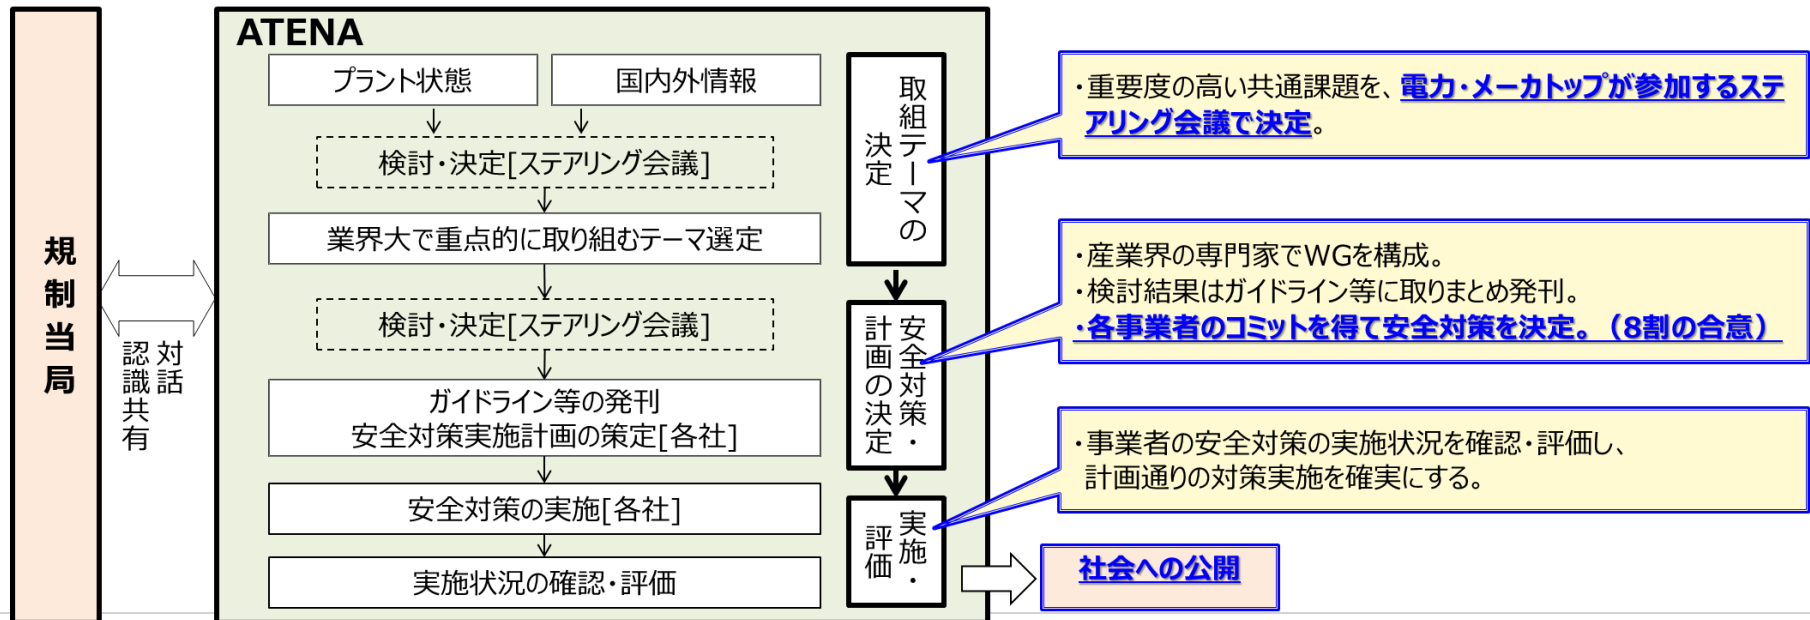 規制当局
対話
認識共有
ATENA
プラント状態
国内外情報
検討・決定[ステアリング会議]
業界大で重点的に取り組むテーマ選定
検討・決定[ステアリング会議]
ガイドライン等の発刊
安全対策実施計画の策定[各社]
安全対策の実施[各社]
実施状況の確認・評価
取組テーマの
決定
安全対策・
計画の決定
実施・
評価
・重要度の高い共通課題を、電力・メーカトップが参加するステ
アリング会議で決定。
・産業界の専門家でWGを構成。
・検討結果はガイドライン等に取りまとめ発刊。
・各事業者のコミットを得て安全対策を決定。（8割の合意）
・事業者の安全対策の実施状況を確認・評価し、
計画通りの対策実施を確実にする。
社会への公開